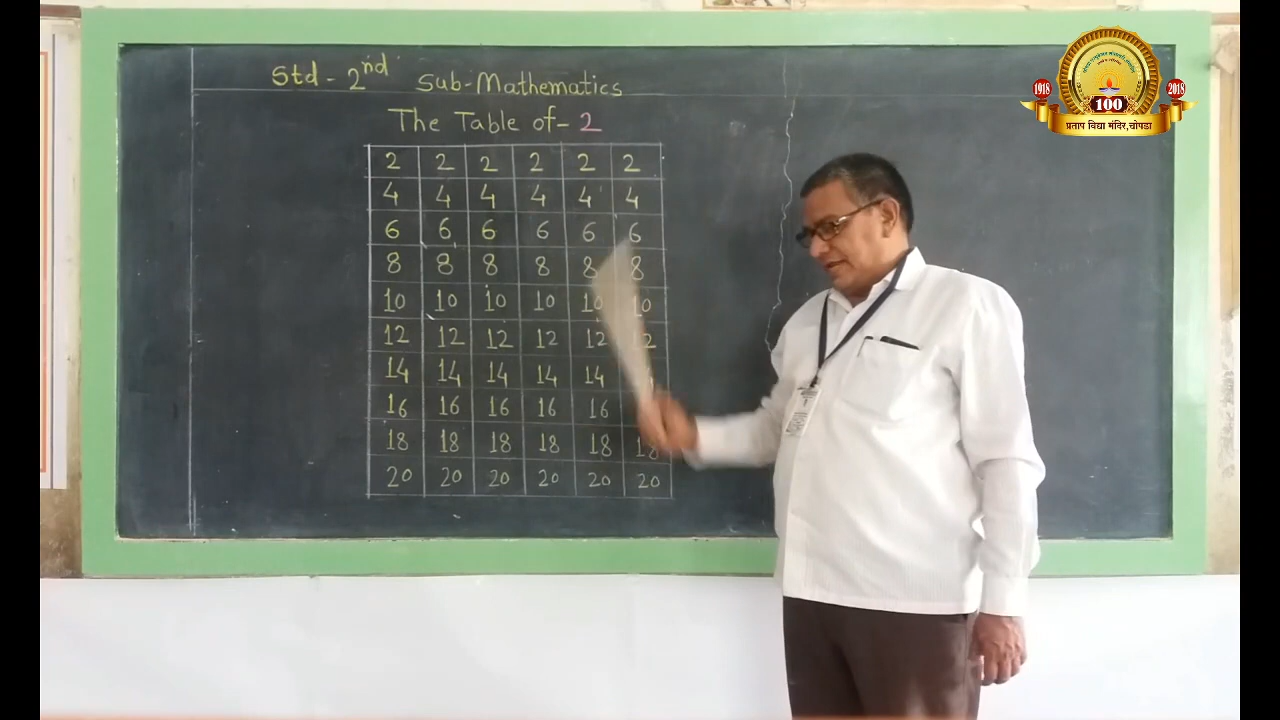 Std - 2nd Sub-Mathematics
The Table of - 2
2 2 2 2 2 2
4 4 4 4 4 4
6 6 6 6 6 6
8 8 8 8 8 8
10 10 10 10 10 10
12 12 12 12 12 12
14 14 14 14 14
16 16 16 16 16
18 18 18 18 18 18
20 20 20 20 20 20
1918 2018
100
प्रताप विद्या मंदिर,चोपडा